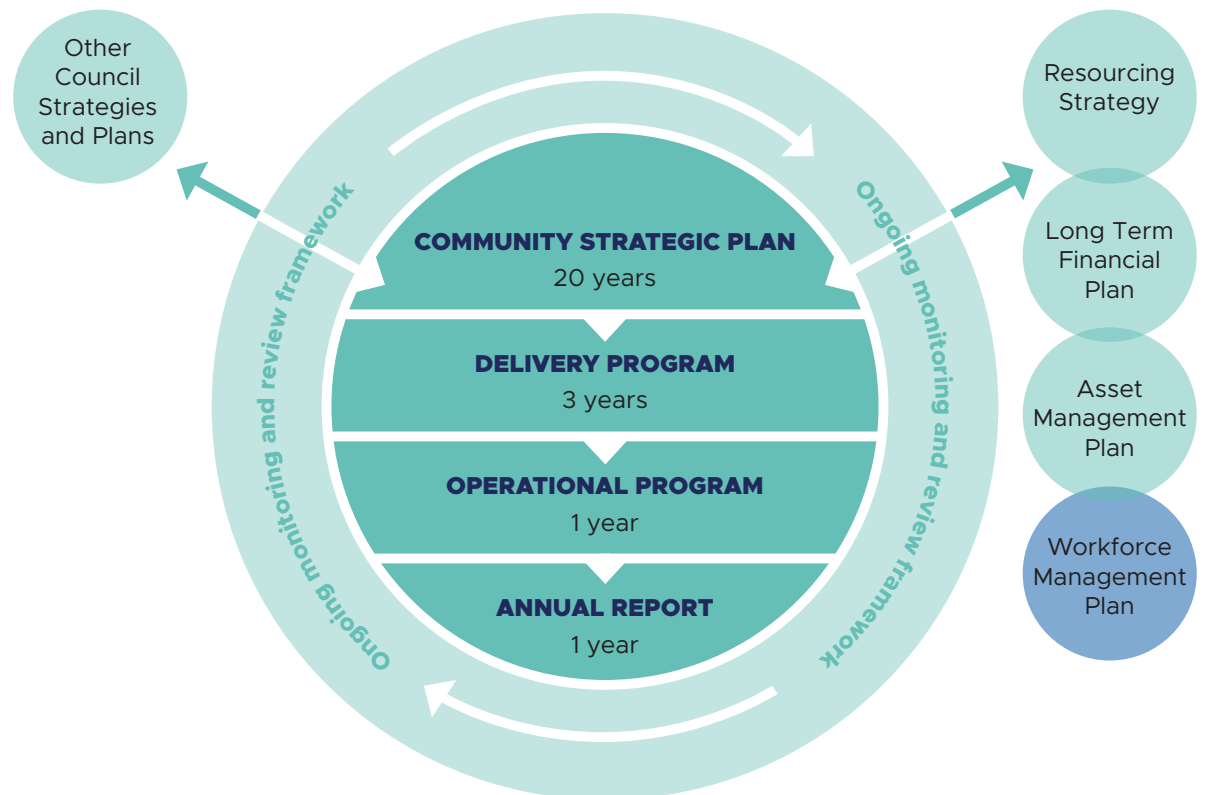 Other
Council
Strategies
and Plans
Ongoing monitoring and review framework
COMMUNITY STRATEGIC PLAN
20 years
DELIVERY PROGRAM
3 years
OPERATIONAL PROGRAM
1 year
ANNUAL REPORT
1 year
Ongoing monitoring and review framework
Resourcing
Strategy
Long Term
Financial
Plan
Asset
Management
Plan
Workforce
Management
Plan